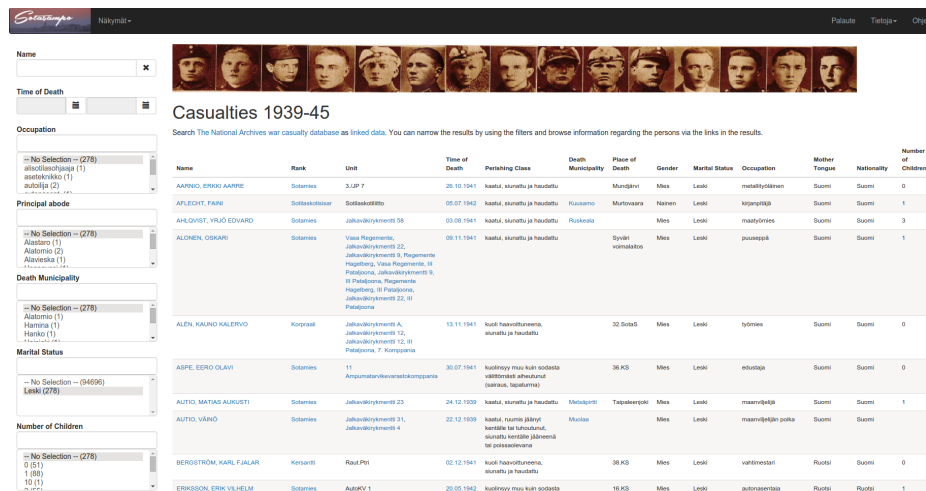 Sotasampo Näkymät Palaute Tietoja Ohje
Name
Time of Death
Occupation
-- No Selection -- (278)
alisotilasohjaaja (1)
aseteknikko (1)
autoilija (2)
Principal abode
-- No Selection -- (278)
Alastaro (1)
Alatornio (2)
Alavieska (1)
Death Municipality
-- No Selection -- (278)
Alatornio (1)
Hamina (1)
Hanko (1)
Marital Status
-- No Selection -- (94696)
Leski (278)
Number of Children
-- No Selection -- (278)
0 (51)
1 (88)
10 (1)
Casualties 1939-45
Search The National Archives war casualty database as linked data. You can narrow the results by using the filters and browse information regarding the persons via the links in the results.
Name Rank Unit Time of Death Perishing Class Death Municipality Place of Death Gender Marital Status Occupation Mother Tongue Nationality Number of Children
AARNIO, ERKKI AARRE Sotamies 3./JP 7 26.10.1941 kaatui, siunattu ja haudattu Mundjärvi Mies Leski metallityöläinen Suomi Suomi 0
AFLECHT, FAINI Sotilaskotisisar Sotilaskotiliitto 05.07.1942 kaatui, siunattu ja haudattu Kuusamo Murtovaara Nainen Leski kirjanpitäjä Suomi Suomi 1
AHLQVIST, YRJÖ EDVARD Sotamies Jalkaväkirykmentti 58 03.08.1941 kaatui, siunattu ja haudattu Ruskeala Mies Leski maatyömies Suomi Suomi 3
ALONEN, OSKARI Sotamies Vasa Regemente, 09.11.1941 kaatui, siunattu ja haudattu Syväri Mies Leski puuseppä Suomi Suomi 1
Jalkaväkirykmentti 22, voimalaitos
Jalkaväkirykmentti 9, Regemente
Hagelberg, Vasa Regemente, III
Pataljoona, Jalkaväkirykmentti 9,
III Pataljoona, Regemente
Hagelberg, III Pataljoona,
Jalkaväkirykmentti 22, III
Pataljoona
ALÉN, KAUNO KALERVO Korpraali Jalkaväkirykmentti A, 13.11.1941 kuoli haavoittuneena, 32.SotaS Mies Leski työmies Suomi Suomi 0
Jalkaväkirykmentti 12, siunattu ja haudattu
Jalkaväkirykmentti 12, III
Pataljoona, 7. Komppania
ASPE, EERO OLAVI Sotamies 11 30.07.1941 kuolinsyy muu kuin sodasta 36.KS Mies Leski edustaja Suomi Suomi 0
Ampumatarvikevarastokomppania välittömästi aiheutunut
(sairaus, tapaturma)
AUTIO, MATIAS AUKUSTI Sotamies Jalkaväkirykmentti 23 24.12.1939 kaatui, siunattu ja haudattu Metsäpirtti Taipaleenjoki Mies Leski maanviljelijä Suomi Suomi 1
AUTIO, VÄINÖ Sotamies Jalkaväkirykmentti 31, 22.12.1939 kaatui, ruumis jäänyt Muolaa Mies Leski maanviljelijän poika Suomi Suomi
Jalkaväkirykmentti 4 kentälle tai tuhoutunut,
siunattu kentälle jääneenä
tai poissaolevana
BERGSTRÖM, KARL FJALAR Kersantti Raut.Ptri 02.12.1941 kuoli haavoittuneena, 38.KS Mies Leski vahtimestari Ruotsi Suomi 0
siunattu ja haudattu
ERIKSSON, ERIK VILHELM Sotamies AutoKV 1 20.05.1942 kuolinsyy muu kuin sodasta 16.KS Mies Leski autonasentaja Ruotsi Ruotsi 1